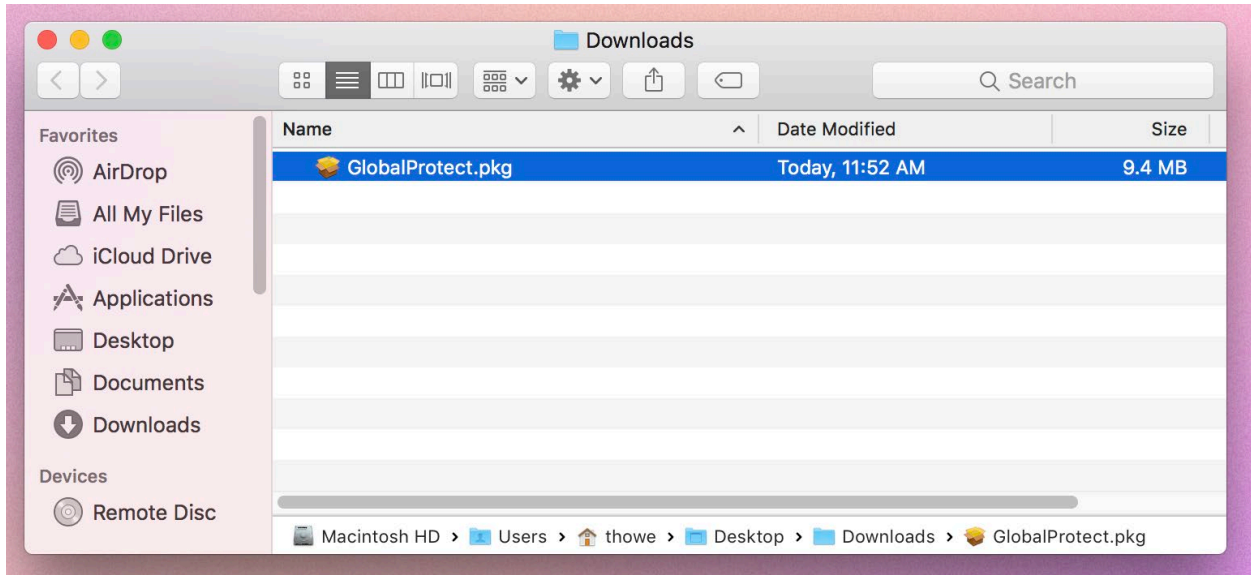 Downloads
Search
Favorites
AirDrop
All My Files
iCloud Drive
Applications
Desktop
Documents
Downloads
Devices
Remote Disc
Name Date Modified Size
GlobalProtect.pkg Today, 11:52 AM 9.4 MB
Macintosh HD › Users › thowe › Desktop › Downloads › GlobalProtect.pkg